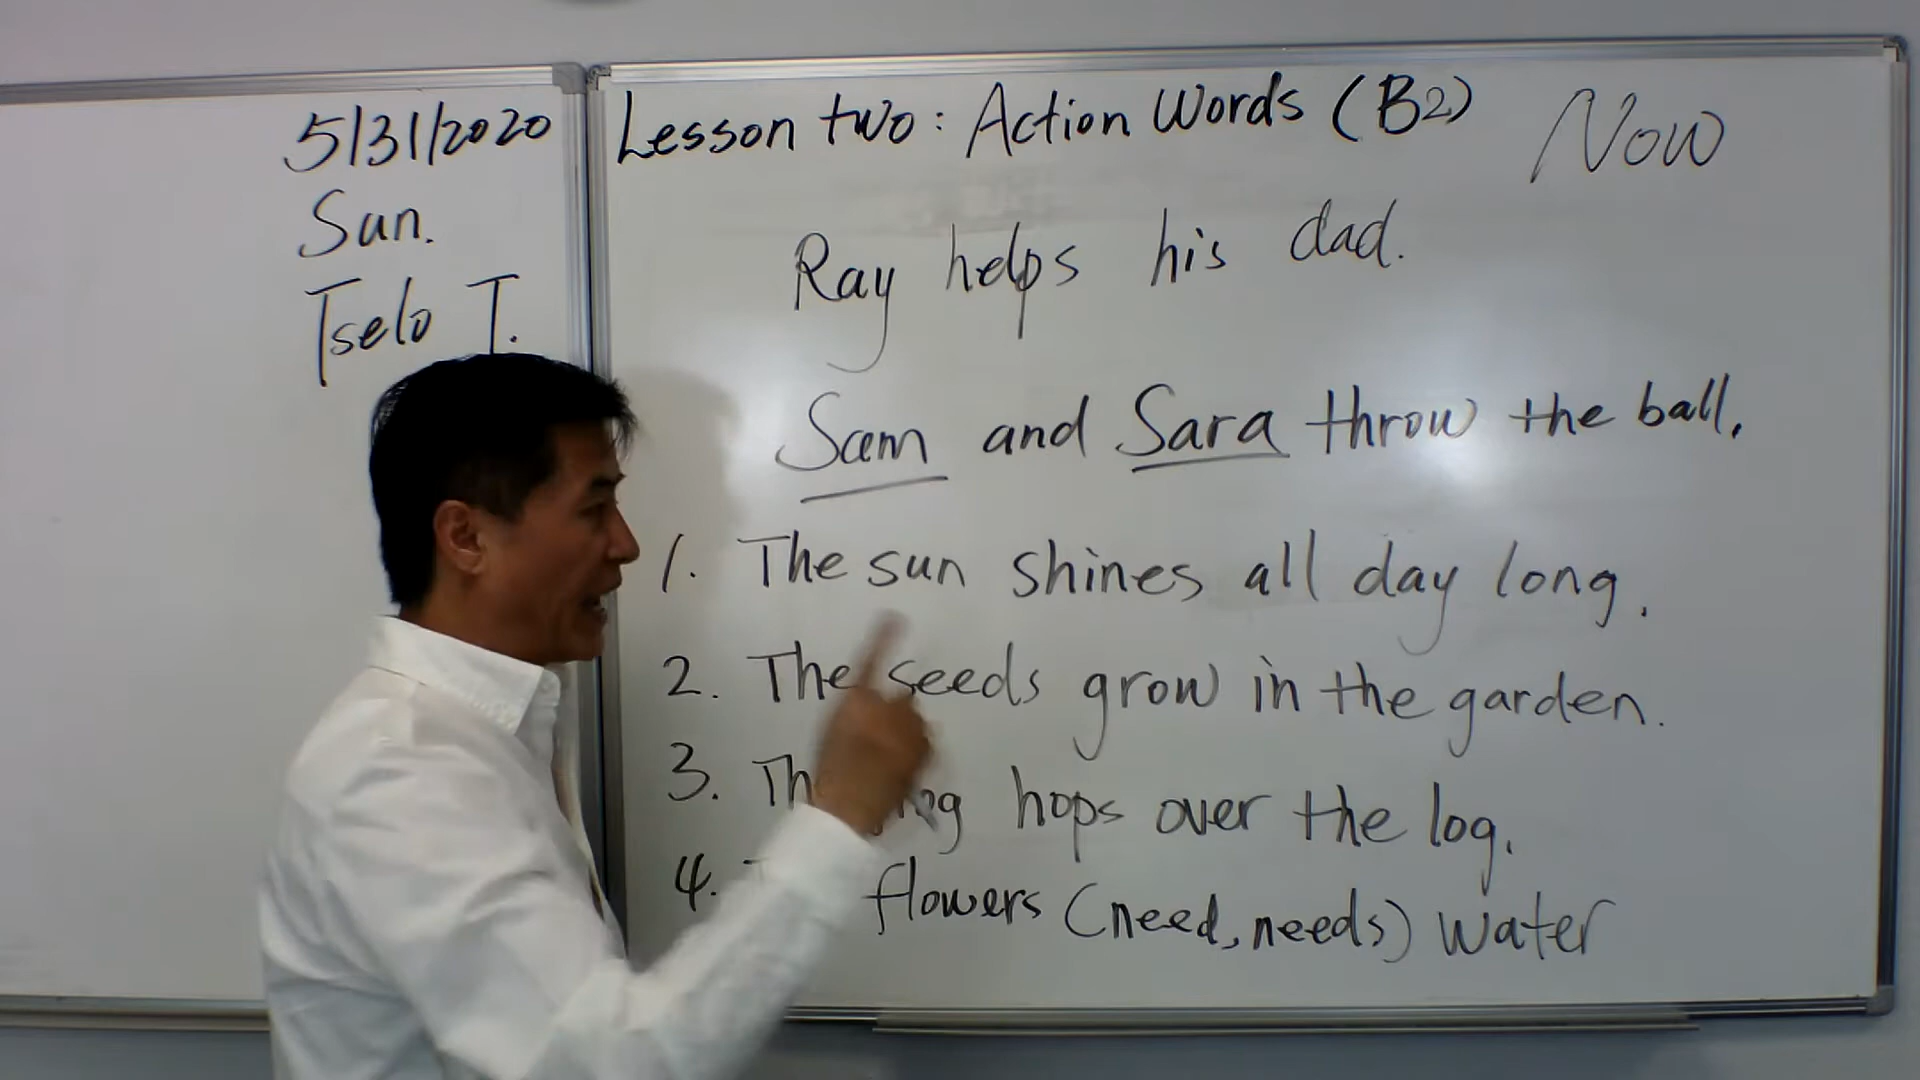 5/31/2020
Sun.
Tselo T.
Lesson two: Action Words (B2)
Now
Ray helps his dad.
Sam and Sara throw the ball.
1. The sun shines all day long.
2. The seeds grow in the garden.
3. hops over the log.
4. flowers (need, needs) water